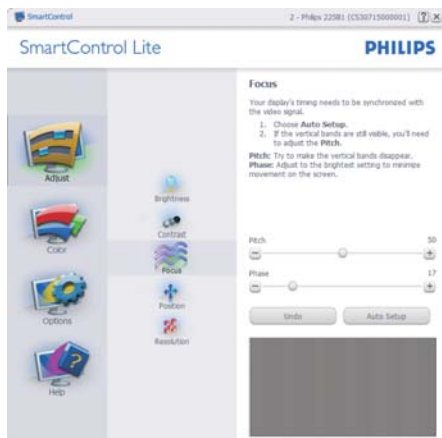 SmartControl
2 - Philips 225B1 (CS30715000001)
SmartControl Lite
PHILIPS
Adjust
Color
Options
Help
Brightness
Contrast
Focus
Position
Resolution
Focus
Your display's timing needs to be synchronized with
the video signal.
1. Choose Auto Setup.
2. If the vertical bands are still visible, you'll need
to adjust the Pitch.
Pitch: Try to make the vertical bands disappear.
Phase: Adjust to the brightest setting to minimize
movement on the screen.
Pitch 50
Phase 17
Undo
Auto Setup